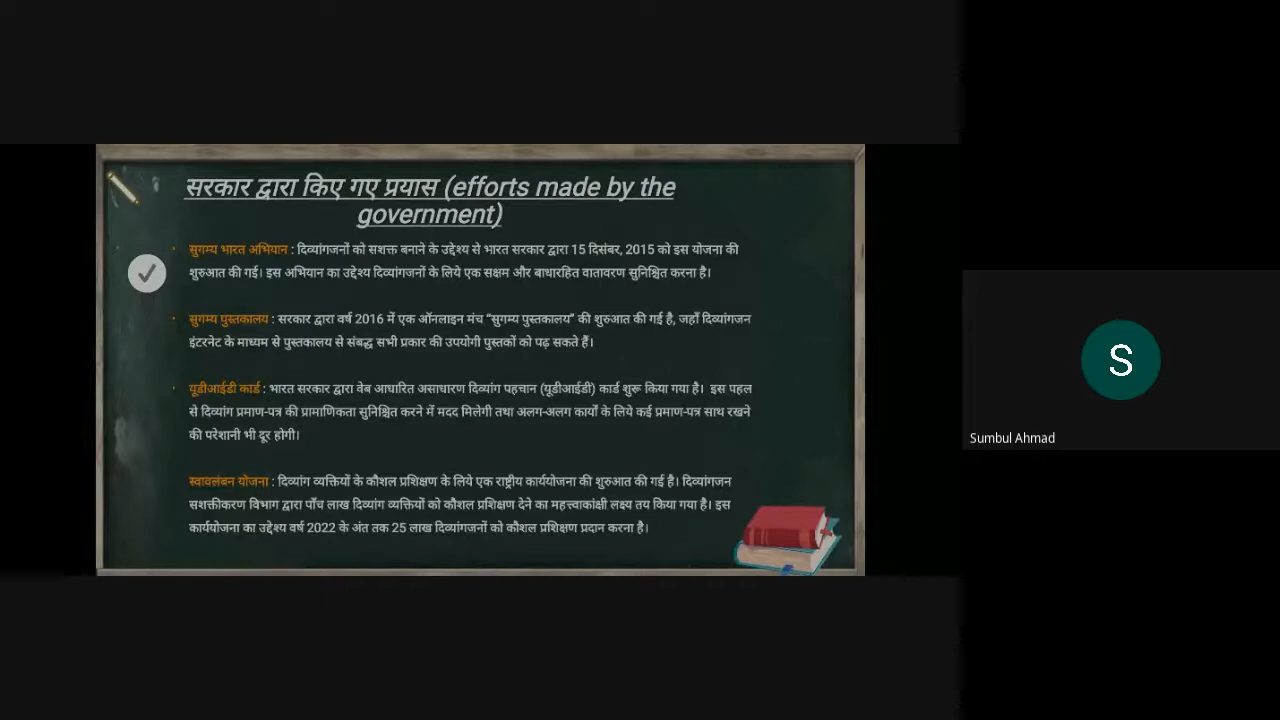 सरकार द्वारा किए गए प्रयास (efforts made by the
government)
· सुगम्य भारत अभियान : दिव्यांगजनों को सशक्त बनाने के उद्देश्य से भारत सरकार द्वारा 15 दिसंबर, 2015 को इस योजना की
शुरुआत की गई। इस अभियान का उद्देश्य दिव्यांगजनों के लिये एक सक्षम और बाधारहित वातावरण सुनिश्चित करना है।
· सुगम्य पुस्तकालय : सरकार द्वारा वर्ष 2016 में एक ऑनलाइन मंच “सुगम्य पुस्तकालय” की शुरुआत की गई है, जहाँ दिव्यांगजन
इंटरनेट के माध्यम से पुस्तकालय से संबद्ध सभी प्रकार की उपयोगी पुस्तकों को पढ़ सकते हैं।
· यूडीआईडी कार्ड : भारत सरकार द्वारा वेब आधारित असाधारण दिव्यांग पहचान (यूडीआईडी) कार्ड शुरू किया गया है। इस पहल
से दिव्यांग प्रमाण-पत्र की प्रामाणिकता सुनिश्चित करने में मदद मिलेगी तथा अलग-अलग कार्यों के लिये कई प्रमाण-पत्र साथ रखने
की परेशानी भी दूर होगी।
स्वावलंबन योजना : दिव्यांग व्यक्तियों के कौशल प्रशिक्षण के लिये एक राष्ट्रीय कार्ययोजना की शुरुआत की गई है। दिव्यांगजन
सशक्तीकरण विभाग द्वारा पाँच लाख दिव्यांग व्यक्तियों को कौशल प्रशिक्षण देने का महत्त्वाकांक्षी लक्ष्य तय किया गया है। इस
कार्ययोजना का उद्देश्य वर्ष 2022 के अंत तक 25 लाख दिव्यांगजनों को कौशल प्रशिक्षण प्रदान करना है।
S
Sumbul Ahmad